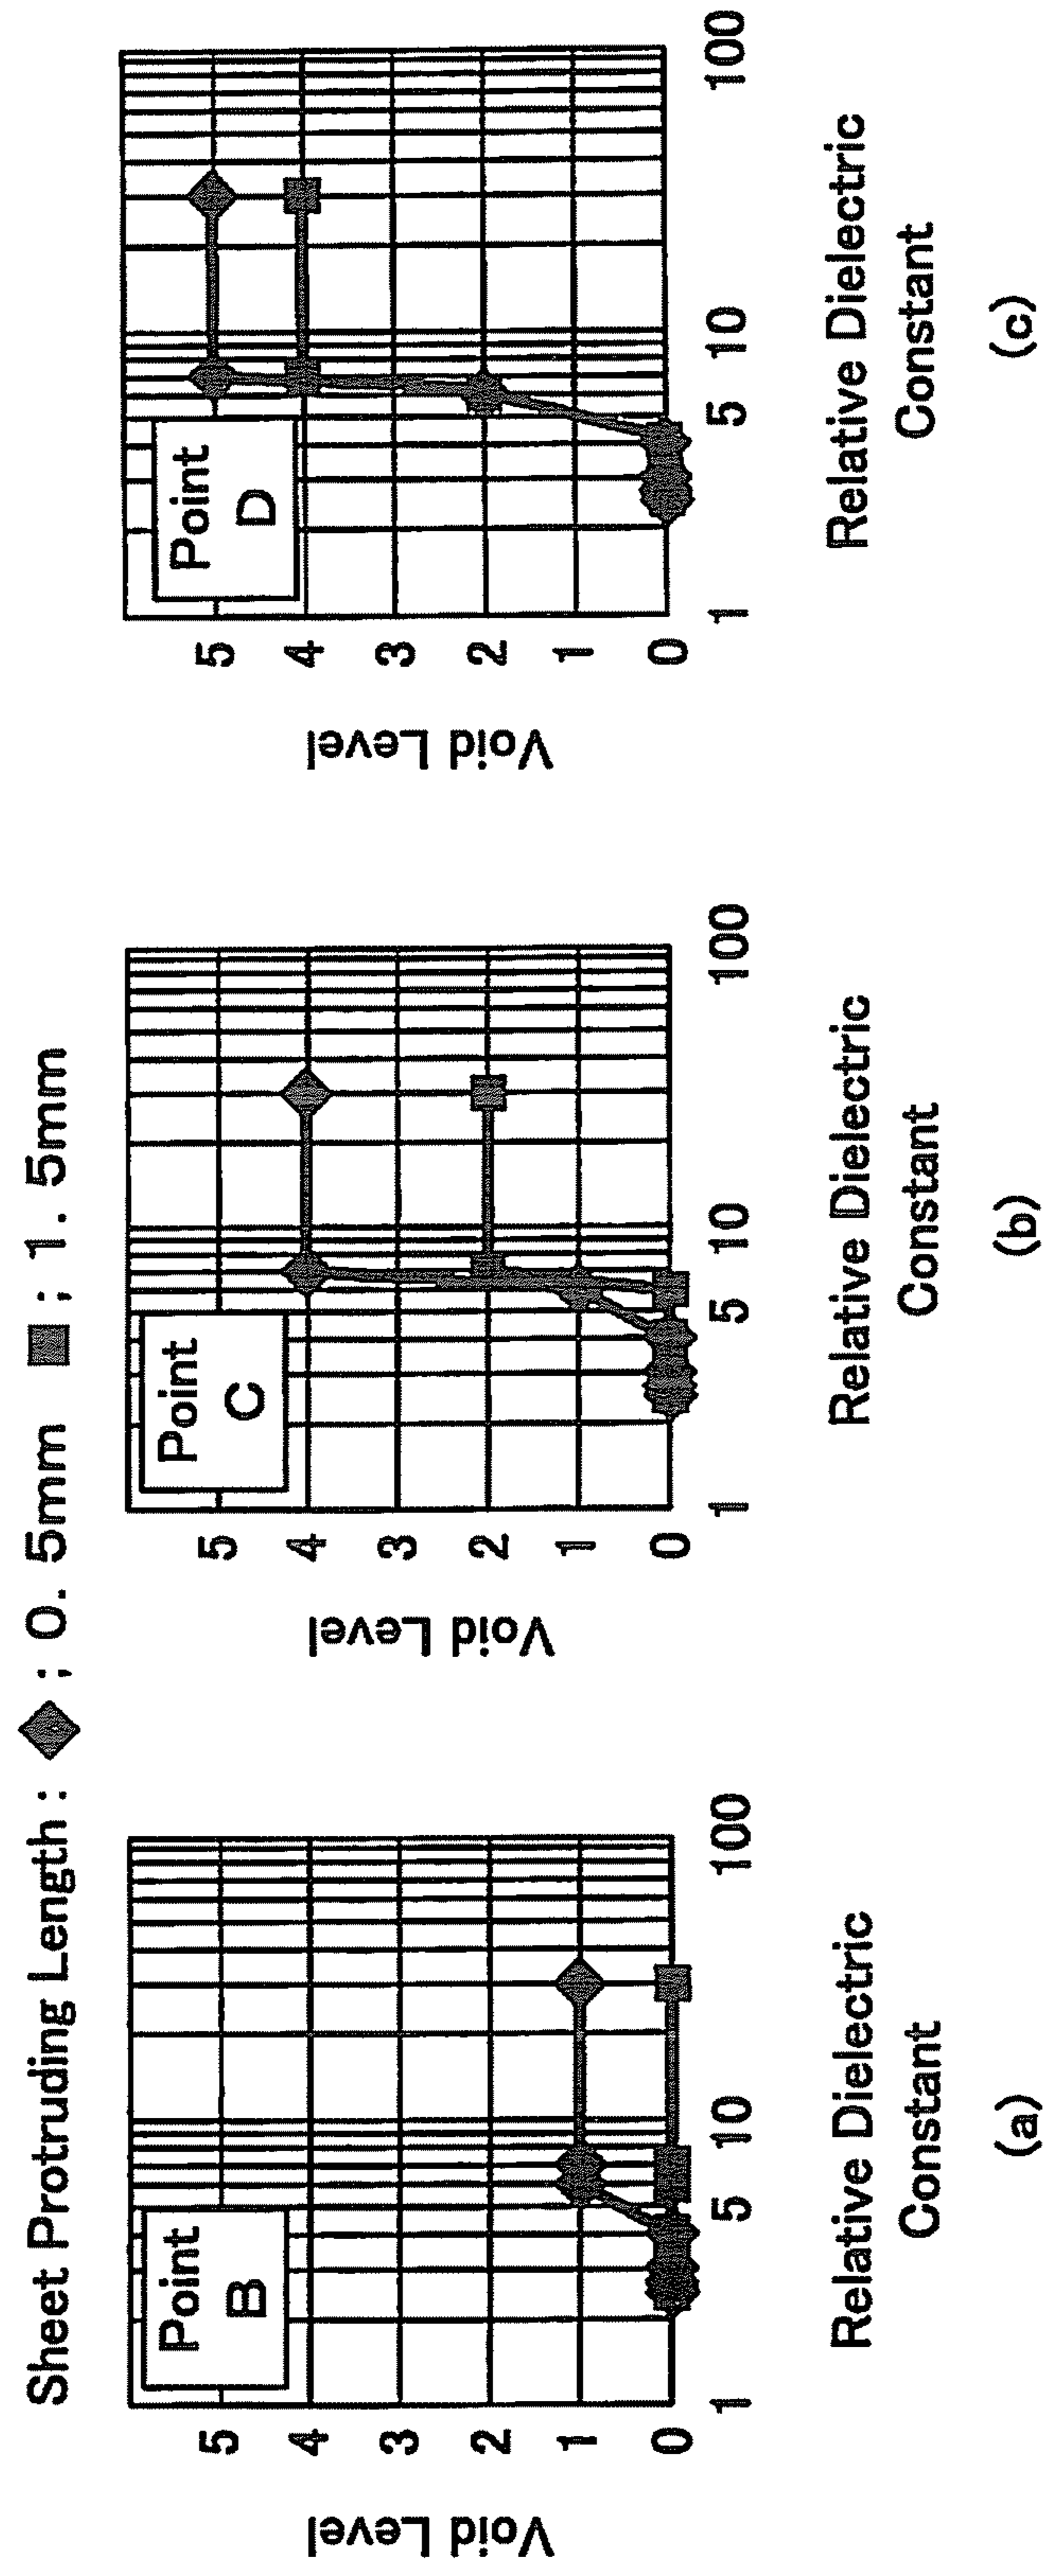 Sheet Protruding Length : ◆ ; 0. 5mm ■ ; 1. 5mm
Point
B
Void Level
5
4
3
2
1
0
1
5
10
100
Relative Dielectric
Constant
(a)
Point
C
Void Level
5
4
3
2
1
0
1
5
10
100
Relative Dielectric
Constant
(b)
Point
D
Void Level
5
4
3
2
1
0
1
5
10
100
Relative Dielectric
Constant
(c)